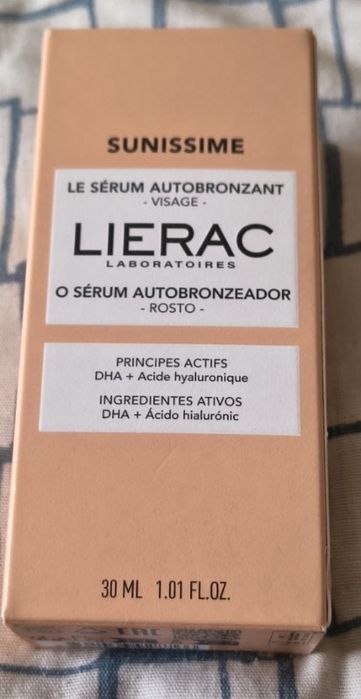 SUNISSIME
LE SÉRUM AUTOBRONZANT
- VISAGE -
LIERAC
LABORATOIRES
O SÉRUM AUTOBRONZEADOR
- ROSTO -
PRINCIPES ACTIFS
DHA + Acide hyaluronique
INGREDIENTES ATIVOS
DHA + Ácido hialurónic
30 ML 1.01 FL.OZ.